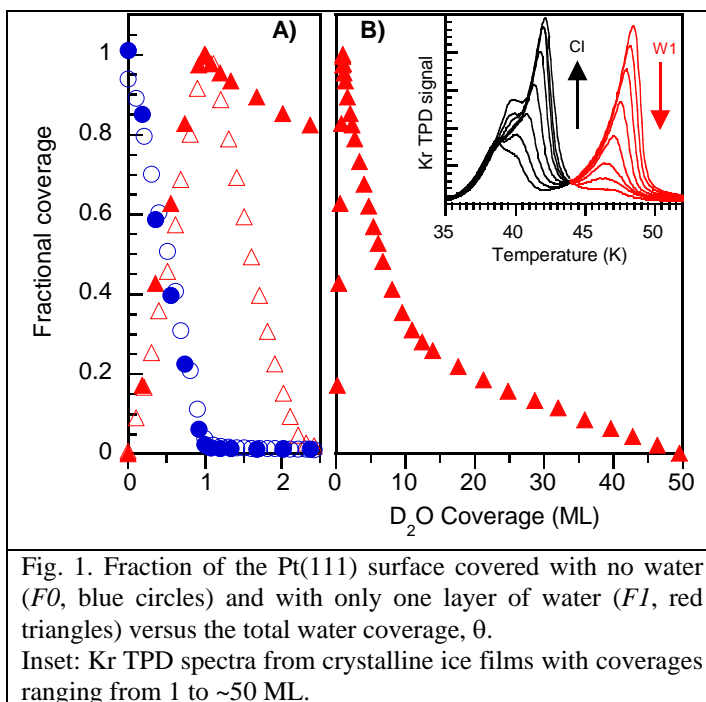 A)
B)
1
0.8
0.6
0.4
0.2
0
Fractional coverage
0 1 2
0 10 20 30 40 50
D2O Coverage (ML)
Kr TPD signal
CI
W1
35 40 45 50
Temperature (K)
Fig. 1. Fraction of the Pt(111) surface covered with no water
(F0, blue circles) and with only one layer of water (F1, red
triangles) versus the total water coverage, θ.
Inset: Kr TPD spectra from crystalline ice films with coverages
ranging from 1 to ~50 ML.